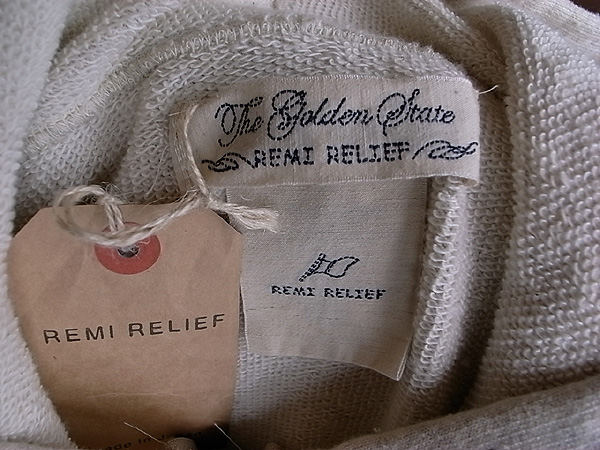 The Golden State
REMI RELIEF
REMI RELIEF
REMI RELIEF